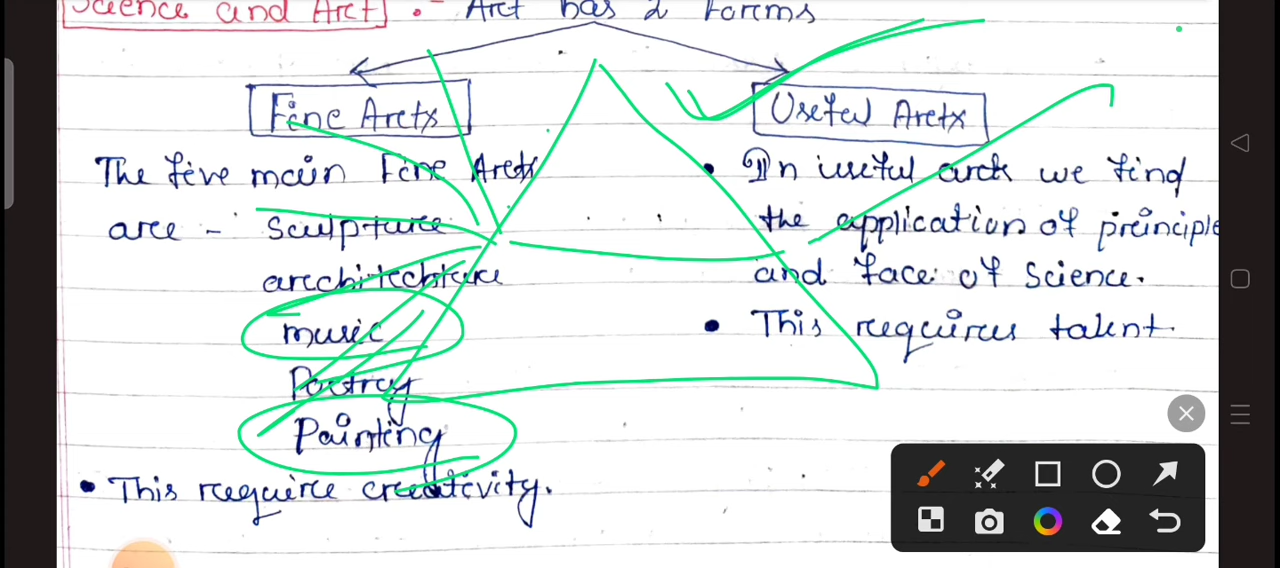 Science and Art :- Art has 2 forms
Fine Arts
Useful Arts
The five main Fine Arts
are - Sculpture
architechture
music
Poetry
Painting
• This require creativity.
• In useful art we find
the application of principle
and face of Science.
• This requires talent.